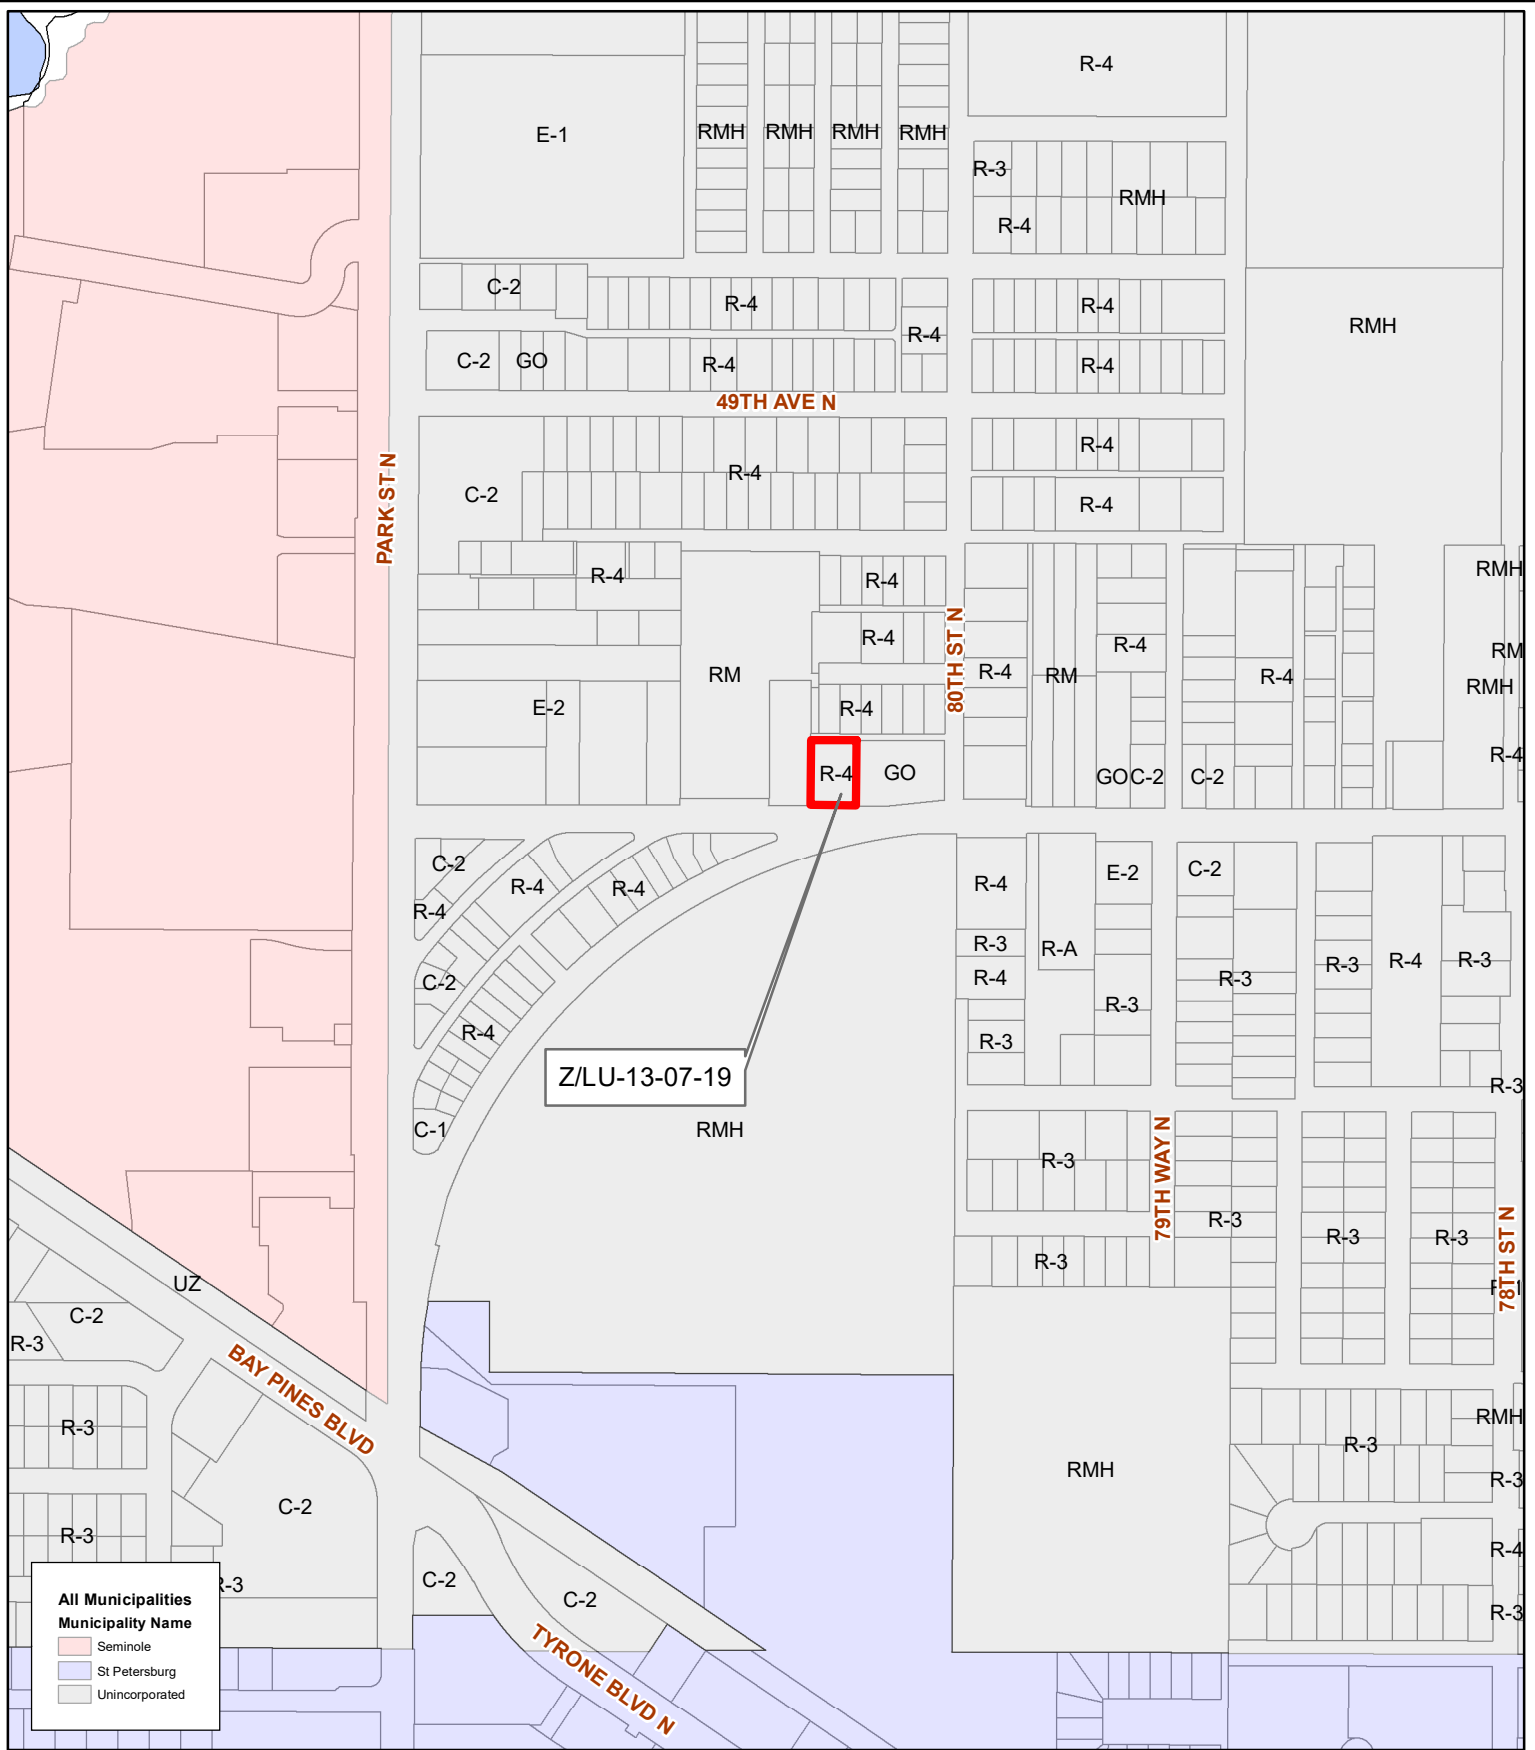 R-4
E-1
RMH
RMH
RMH
RMH
R-3
RMH
R-4
C-2
R-4
R-4
R-4
RMH
C-2
GO
R-4
R-4
49TH AVE N
R-4
PARK ST N
C-2
R-4
R-4
R-4
R-4
RMH
80TH ST N
R-4
R-4
RM
RM
R-4
RM
R-4
RMH
E-2
R-4
R-4
R-4
GO
GO
C-2
C-2
C-2
R-4
R-4
R-4
E-2
C-2
R-4
R-3
R-A
R-3
R-4
R-3
C-2
R-4
R-3
R-3
R-4
R-3
Z/LU-13-07-19
R-3
C-1
RMH
79TH WAY N
R-3
R-3
R-3
R-3
78TH ST N
R-3
UZ
C-2
R-3
BAY PINES BLVD
R-3
RMH
R-3
RMH
R-3
C-2
R-3
R-4
R-3
C-2
C-2
R-3
TYRONE BLVD N
All Municipalities
Municipality Name
Seminole
St Petersburg
Unincorporated